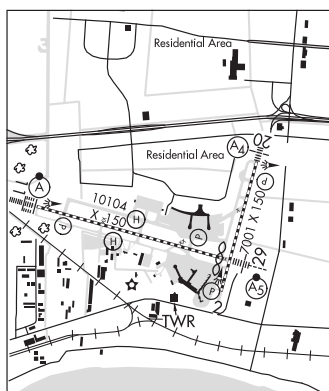 Residential Area
A4
20
Residential Area
P
A
10104
X 150
H
7001 X 150
P
H
P
29
P
A5
2
TWR